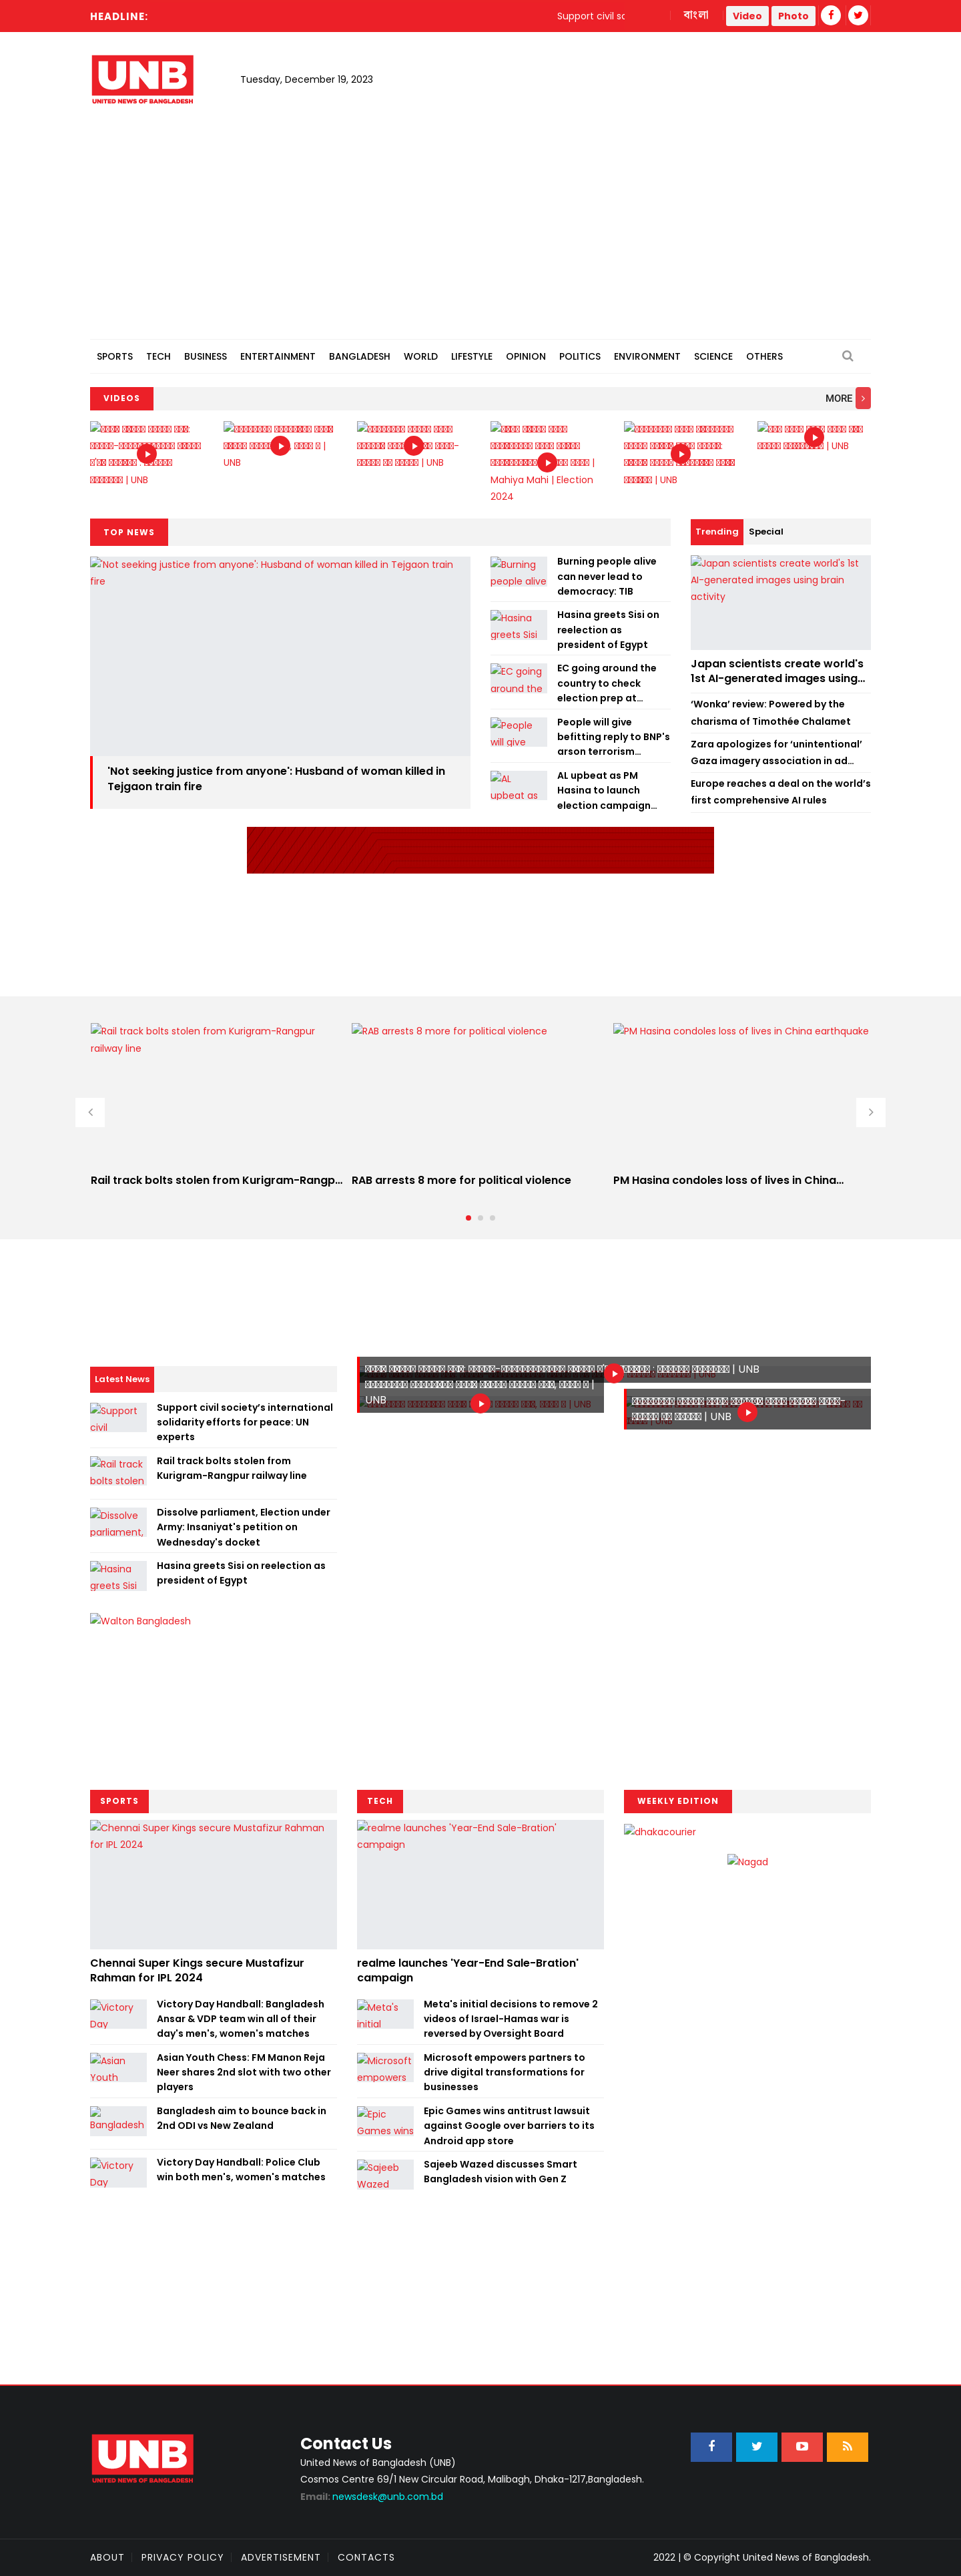 HEADLINE:
Support civil so
বাংলা
Video
Photo
UNB
UNITED NEWS OF BANGLADESH
Tuesday, December 19, 2023
SPORTS TECH BUSINESS ENTERTAINMENT BANGLADESH WORLD LIFESTYLE OPINION POLITICS ENVIRONMENT SCIENCE OTHERS
VIDEOS
MORE
| UNB
| UNB
| UNB
|
Mahiya Mahi | Election
2024
| UNB
| UNB
TOP NEWS
'Not seeking justice from anyone': Husband of woman killed in Tejgaon train
fire
'Not seeking justice from anyone': Husband of woman killed in
Tejgaon train fire
Burning
people alive
Burning people alive
can never lead to
democracy: TIB
Hasina
greets Sisi
Hasina greets Sisi on
reelection as
president of Egypt
EC going
around the
EC going around the
country to check
election prep at...
People
will give
People will give
befitting reply to BNP's
arson terrorism...
AL
upbeat as
AL upbeat as PM
Hasina to launch
election campaign...
Trending
Special
Japan scientists create world's 1st
AI-generated images using brain
activity
Japan scientists create world's
1st AI-generated images using...
‘Wonka’ review: Powered by the
charisma of Timothée Chalamet
Zara apologizes for ‘unintentional’
Gaza imagery association in ad...
Europe reaches a deal on the world’s
first comprehensive AI rules
Rail track bolts stolen from Kurigram-Rangpur
railway line
RAB arrests 8 more for political violence
PM Hasina condoles loss of lives in China earthquake
Rail track bolts stolen from Kurigram-Rangp...
RAB arrests 8 more for political violence
PM Hasina condoles loss of lives in China...
Latest News
Support
civil
Support civil society’s international
solidarity efforts for peace: UN
experts
Rail track
bolts stolen
Rail track bolts stolen from
Kurigram-Rangpur railway line
Dissolve
parliament,
Dissolve parliament, Election under
Army: Insaniyat's petition on
Wednesday's docket
Hasina
greets Sisi
Hasina greets Sisi on reelection as
president of Egypt
| UNB
| UNB
|
UNB
| UNB
| UNB
| UNB
Walton Bangladesh
SPORTS
Chennai Super Kings secure Mustafizur Rahman
for IPL 2024
Chennai Super Kings secure Mustafizur
Rahman for IPL 2024
Victory
Day
Victory Day Handball: Bangladesh
Ansar & VDP team win all of their
day's men's, women's matches
Asian
Youth
Asian Youth Chess: FM Manon Reja
Neer shares 2nd slot with two other
players
Bangladesh
Bangladesh aim to bounce back in
2nd ODI vs New Zealand
Victory
Day
Victory Day Handball: Police Club
win both men's, women's matches
TECH
realme launches 'Year-End Sale-Bration'
campaign
realme launches 'Year-End Sale-Bration'
campaign
Meta's
initial
Meta's initial decisions to remove 2
videos of Israel-Hamas war is
reversed by Oversight Board
Microsoft
empowers
Microsoft empowers partners to
drive digital transformations for
businesses
Epic
Games wins
Epic Games wins antitrust lawsuit
against Google over barriers to its
Android app store
Sajeeb
Wazed
Sajeeb Wazed discusses Smart
Bangladesh vision with Gen Z
WEEKLY EDITION
dhakacourier
Nagad
UNB
UNITED NEWS OF BANGLADESH
Contact Us
United News of Bangladesh (UNB)
Cosmos Centre 69/1 New Circular Road, Malibagh, Dhaka-1217,Bangladesh.
Email: newsdesk@unb.com.bd
ABOUT PRIVACY POLICY ADVERTISEMENT CONTACTS
2022 | © Copyright United News of Bangladesh.